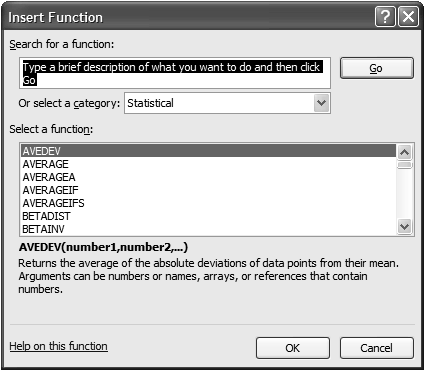 Insert Function
Search for a function:
Type a brief description of what you want to do and then click
Go
Go
Or select a category: Statistical
Select a function:
AVEDEV
AVERAGE
AVERAGEA
AVERAGEIF
AVERAGEIFS
BETADIST
BETAINV
AVEDEV(number1,number2,...)
Returns the average of the absolute deviations of data points from their mean.
Arguments can be numbers or names, arrays, or references that contain
numbers.
Help on this function
OK
Cancel